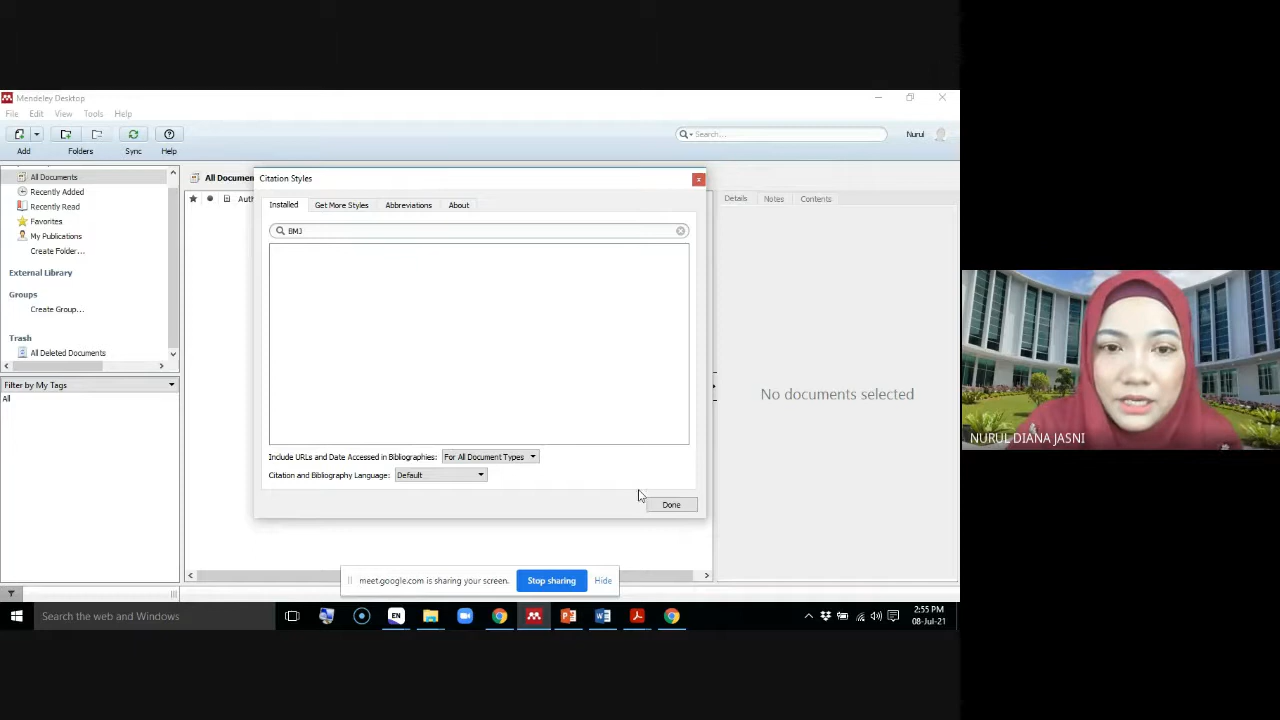 Mendeley Desktop
File Edit View Tools Help
Add Folders Sync Help
Search...
Nurul
All Documents
Recently Added
Recently Read
Favorites
My Publications
Create Folder...
External Library
Groups
Create Group...
Trash
All Deleted Documents
Filter by My Tags
All
All Documen
Auth
Citation Styles
Installed Get More Styles Abbreviations About
BMJ
Include URLs and Date Accessed in Bibliographies: For All Document Types
Citation and Bibliography Language: Default
Done
Details Notes Contents
No documents selected
NURUL DIANA JASNI
meet.google.com is sharing your screen. Stop sharing Hide
Search the web and Windows
EN
2:55 PM
08-Jul-21